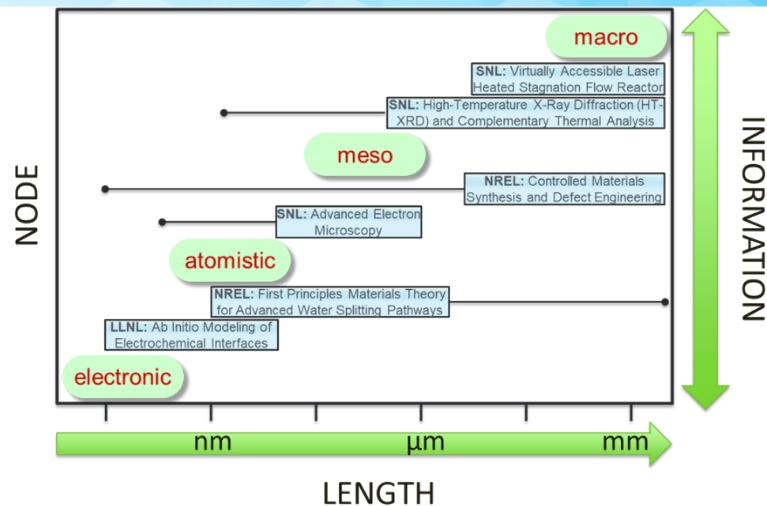 macro
SNL: Virtually Accessible Laser
Heated Stagnation Flow Reactor
SNL: High-Temperature X-Ray Diffraction (HT-
XRD) and Complementary Thermal Analysis
meso
NREL: Controlled Materials
Synthesis and Defect Engineering
SNL: Advanced Electron
Microscopy
atomistic
NREL: First Principles Materials Theory
for Advanced Water Splitting Pathways
LLNL: Ab Initio Modeling of
Electrochemical Interfaces
electronic
NODE
INFORMATION
nm μm mm
LENGTH